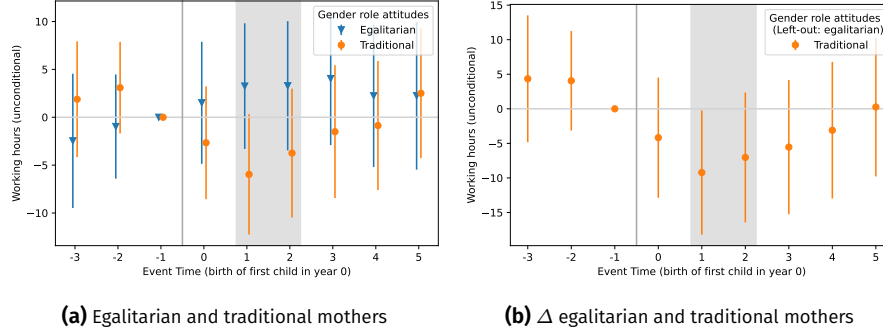 Gender role attitudes
Egalitarian
Traditional
Working hours (unconditional)
10
5
0
−5
−10
-3 -2 -1 0 1 2 3 4 5
Event Time (birth of first child in year 0)
(a) Egalitarian and traditional mothers
Gender role attitudes
(Left-out: egalitarian)
Traditional
Working hours (unconditional)
10
5
0
−5
−10
−15
-3 -2 -1 0 1 2 3 4 5
Event Time (birth of first child in year 0)
(b) Δ egalitarian and traditional mothers